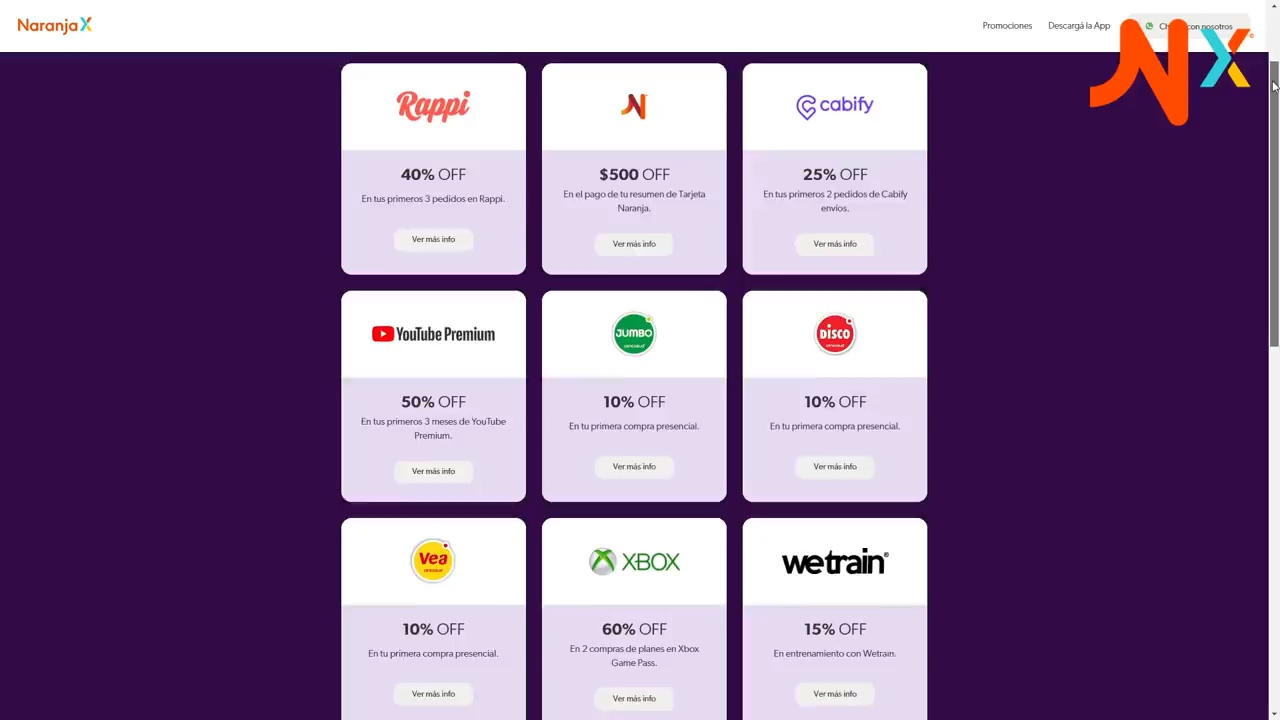 Naranja X
Promociones
Descargá la App
con nosotros
NX
Rappi
40% OFF
En tus primeros 3 pedidos en Rappi.
Ver más info
N
$500 OFF
En el pago de tu resumen de Tarjeta
Naranja.
Ver más info
cabify
25% OFF
En tus primeros 2 pedidos de Cabify
envíos.
Ver más info
YouTube Premium
50% OFF
En tus primeros 3 meses de YouTube
Premium.
Ver más info
JUMBO
cencosud
10% OFF
En tu primera compra presencial.
Ver más info
DISCO
cencosud
10% OFF
En tu primera compra presencial.
Ver más info
Vea
cencosud
10% OFF
En tu primera compra presencial.
Ver más info
XBOX
60% OFF
En 2 compras de planes en Xbox
Game Pass.
Ver más info
wetrain®
15% OFF
En entrenamiento con Wetrain.
Ver más info